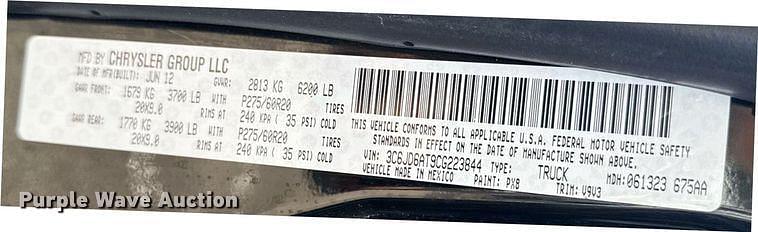 MFD BY CHRYSLER GROUP LLC
DATE OF MFR(BUILT): JUN 12 GVWR: 2813 KG 6200 LB
GAWR FRONT: 1679 KG 3700 LB WITH P275/60R20 TIRES
20X9.0 RIMS AT 240 KPA ( 35 PSI) COLD
GAWR REAR: 1770 KG 3900 LB WITH P275/60R20 TIRES
20X9.0 RIMS AT 240 KPA ( 35 PSI) COLD
THIS VEHICLE CONFORMS TO ALL APPLICABLE U.S.A. FEDERAL MOTOR VEHICLE SAFETY
STANDARDS IN EFFECT ON THE DATE OF MANUFACTURE SHOWN ABOVE.
VIN: 3C6JD6AT9CG223844 TYPE: TRUCK MDH:061323 675AA
VEHICLE MADE IN MEXICO PAINT: PX8 TRIM: V9V3
Purple Wave Auction